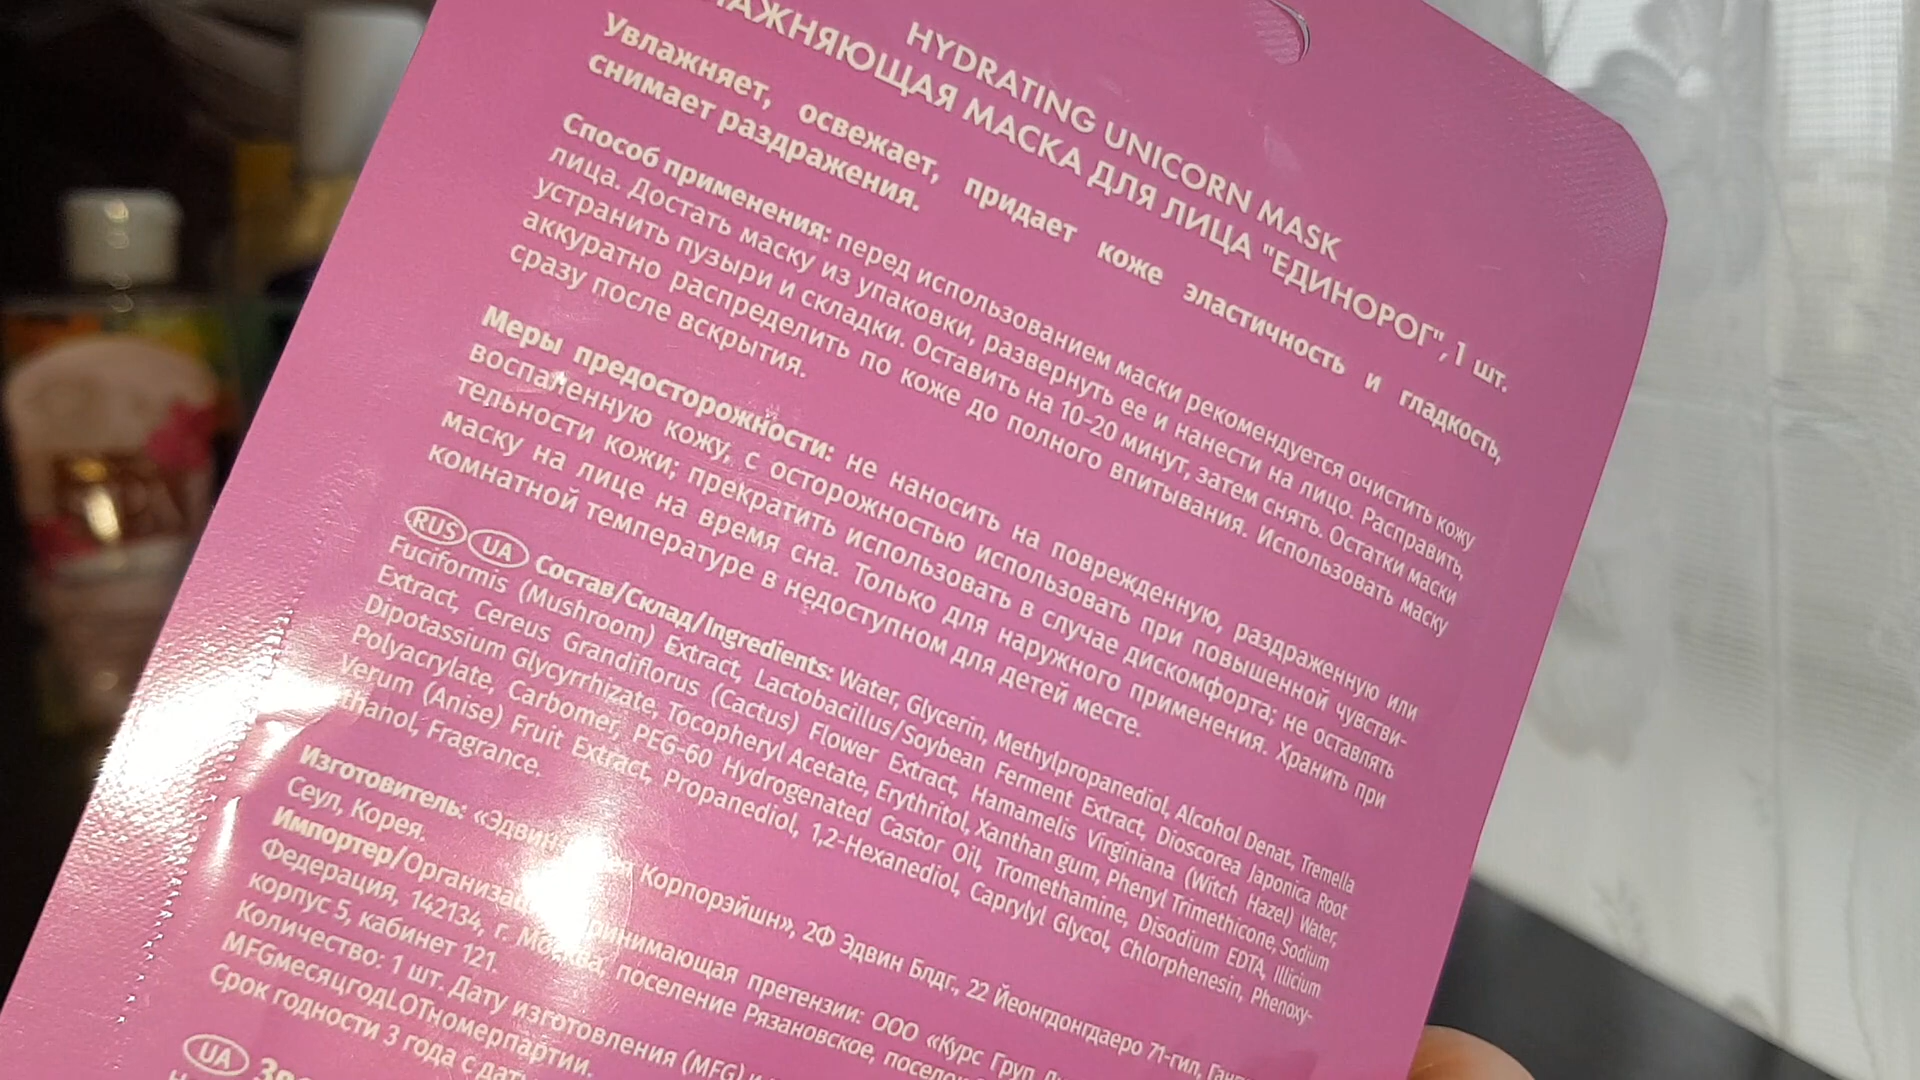 HYDRATING UNICORN MASK
АЖНЯЮЩАЯ МАСКА ДЛЯ ЛИЦА "ЕДИНОРОГ", 1 шт.
Увлажняет, освежает, придает коже эластичность и гладкость,
снимает раздражения.
Способ применения: перед использованием маски рекомендуется очистить кожу
лица. Достать маску из упаковки, развернуть ее и нанести на лицо. Расправить,
устранить пузыри и складки. Оставить на 10-20 минут, затем снять. Остатки маски
аккуратно распределить по коже до полного впитывания. Использовать маску
сразу после вскрытия.
Меры предосторожности: не наносить на поврежденную, раздраженную или
воспаленную кожу, с осторожностью использовать при повышенной чувстви-
тельности кожи; прекратить использовать в случае дискомфорта; не оставлять
маску на лице на время сна. Только для наружного применения. Хранить при
комнатной температуре в недоступном для детей месте.
RUS UA Состав/Склад/Ingredients: Water, Glycerin, Methylpropanediol, Alcohol Denat, Tremella
Fuciformis (Mushroom) Extract, Lactobacillus/Soybean Ferment Extract, Dioscorea Japonica Root
Extract, Cereus Grandiflorus (Cactus) Flower Extract, Hamamelis Virginiana (Witch Hazel) Water,
Dipotassium Glycyrrhizate, Tocopheryl Acetate, Erythritol, Xanthan gum, Phenyl Trimethicone, Sodium
Polyacrylate, Carbomer, PEG-60 Hydrogenated Castor Oil, Tromethamine, Disodium EDTA, Illicium
Verum (Anise) Fruit Extract, Propanediol, 1,2-Hexanediol, Caprylyl Glycol, Chlorphenesin, Phenoxy-
ethanol, Fragrance.
Изготовитель: «Эдвин Корпорэйшн», 2Ф Эдвин Блдг., 22 Йеонгдонгдаеро 71-гил,
Сеул, Корея.
Импортер/Организа ринимающая претензии: ООО «Курс Груп
Федерация, 142134, г. Москва, поселение Рязановское,
корпус 5, кабинет 121.
Количество: 1 шт. Дату изготовления (MFG) и
MFGмесяцгодLOTномерпартии.
Срок годности 3 года с
UA